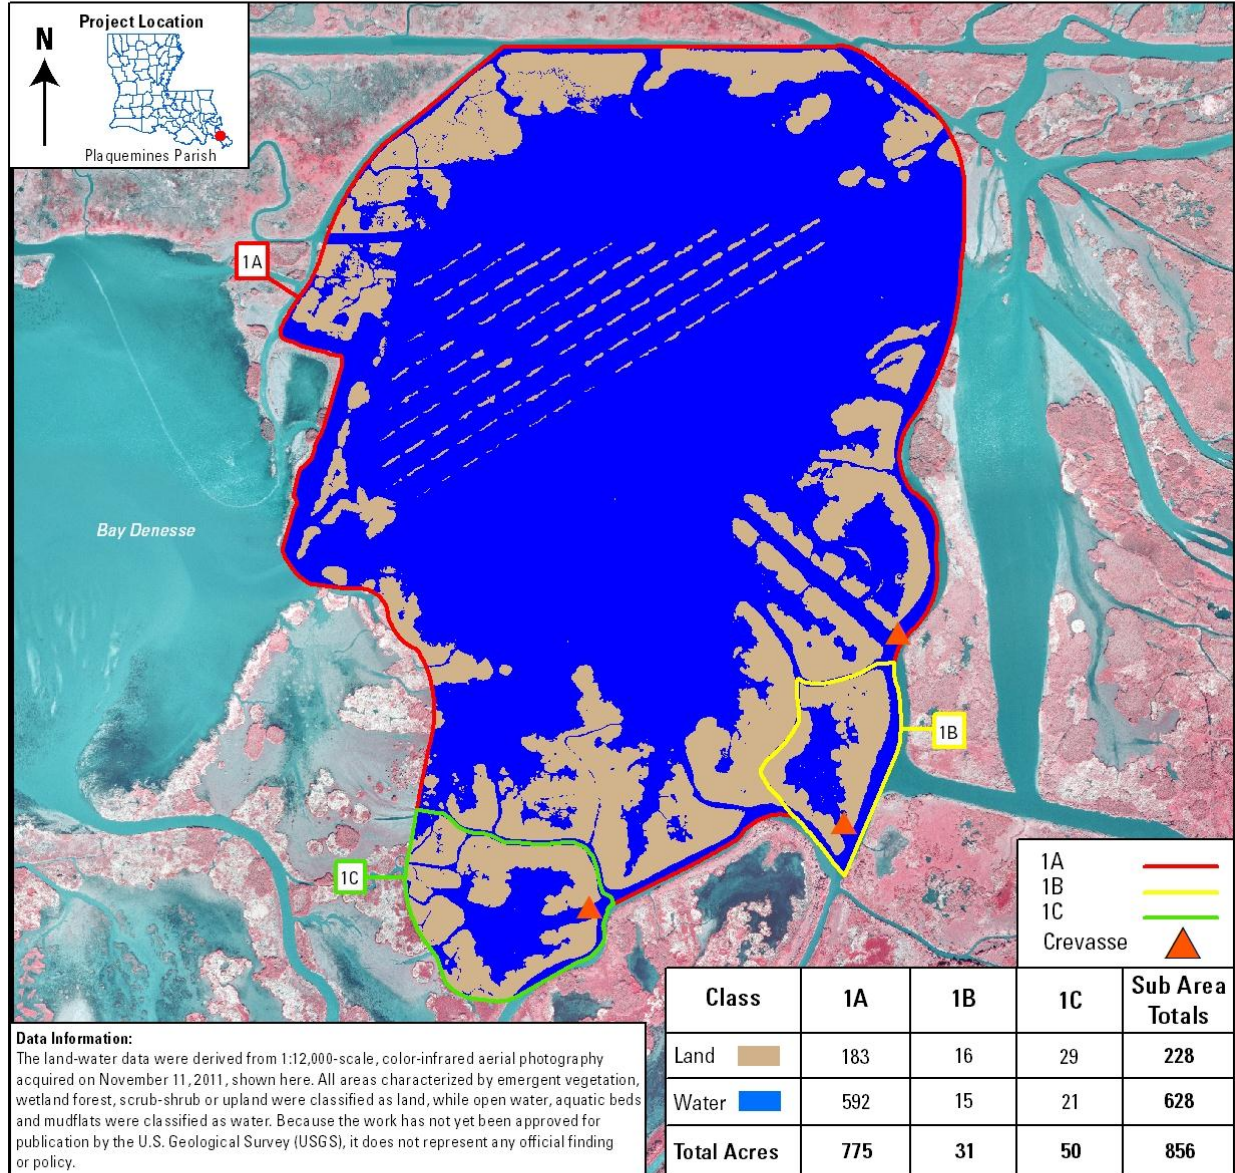 Project Location
N
Plaquemines Parish
1A
Bay Denesse
1B
1C
1A
1B
1C
Crevasse
Class 1A 1B 1C Sub Area Totals
Land 183 16 29 228
Water 592 15 21 628
Total Acres 775 31 50 856
Data Information:
The land-water data were derived from 1:12,000-scale, color-infrared aerial photography
acquired on November 11, 2011, shown here. All areas characterized by emergent vegetation,
wetland forest, scrub-shrub or upland were classified as land, while open water, aquatic beds
and mudflats were classified as water. Because the work has not yet been approved for
publication by the U.S. Geological Survey (USGS), it does not represent any official finding
or policy.